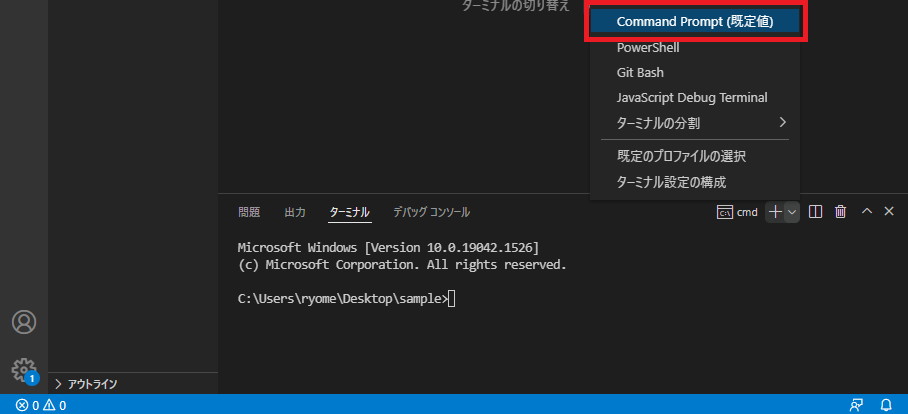 ターミナルの切り替え
Command Prompt (既定値)
PowerShell
Git Bash
JavaScript Debug Terminal
ターミナルの分割
既定のプロファイルの選択
ターミナル設定の構成
問題 出力 ターミナル デバッグ コンソール cmd
Microsoft Windows [Version 10.0.19042.1526]
(c) Microsoft Corporation. All rights reserved.
C:\Users\ryome\Desktop\sample>
1
アウトライン
0 0